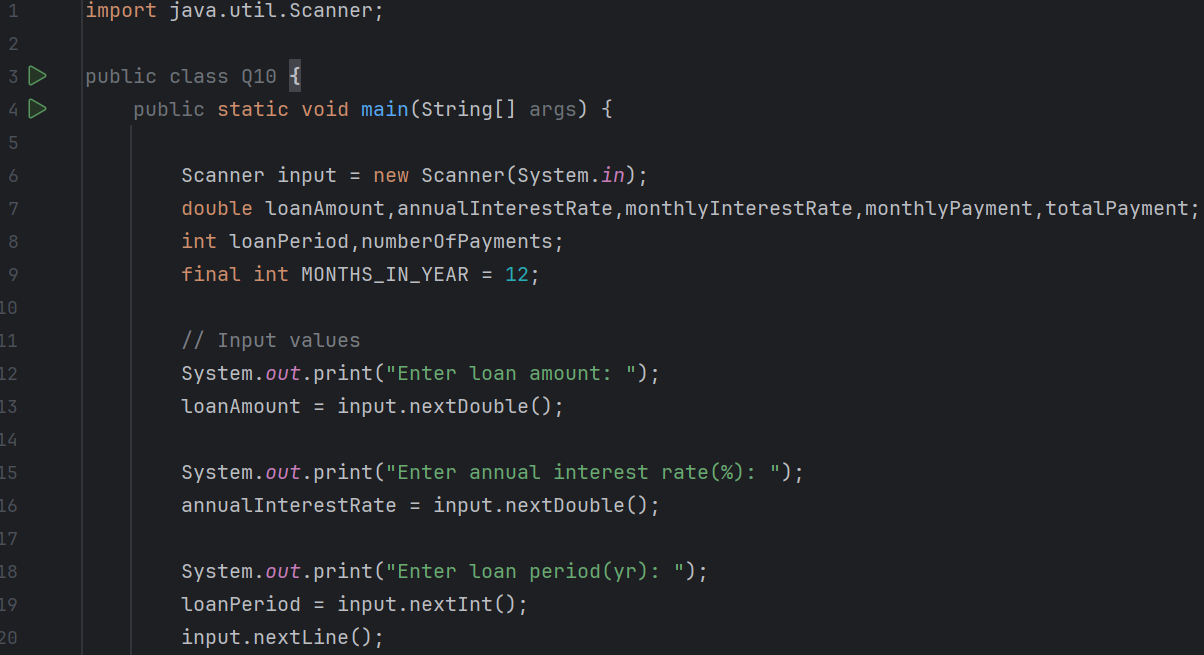 1 import java.util.Scanner;
2
3 public class Q10 {
4 public static void main(String[] args) {
5
6 Scanner input = new Scanner(System.in);
7 double loanAmount,annualInterestRate,monthlyInterestRate,monthlyPayment,totalPayment;
8 int loanPeriod,numberOfPayments;
9 final int MONTHS_IN_YEAR = 12;
10
11 // Input values
12 System.out.print("Enter loan amount: ");
13 loanAmount = input.nextDouble();
14
15 System.out.print("Enter annual interest rate(%): ");
16 annualInterestRate = input.nextDouble();
17
18 System.out.print("Enter loan period(yr): ");
19 loanPeriod = input.nextInt();
20 input.nextLine();